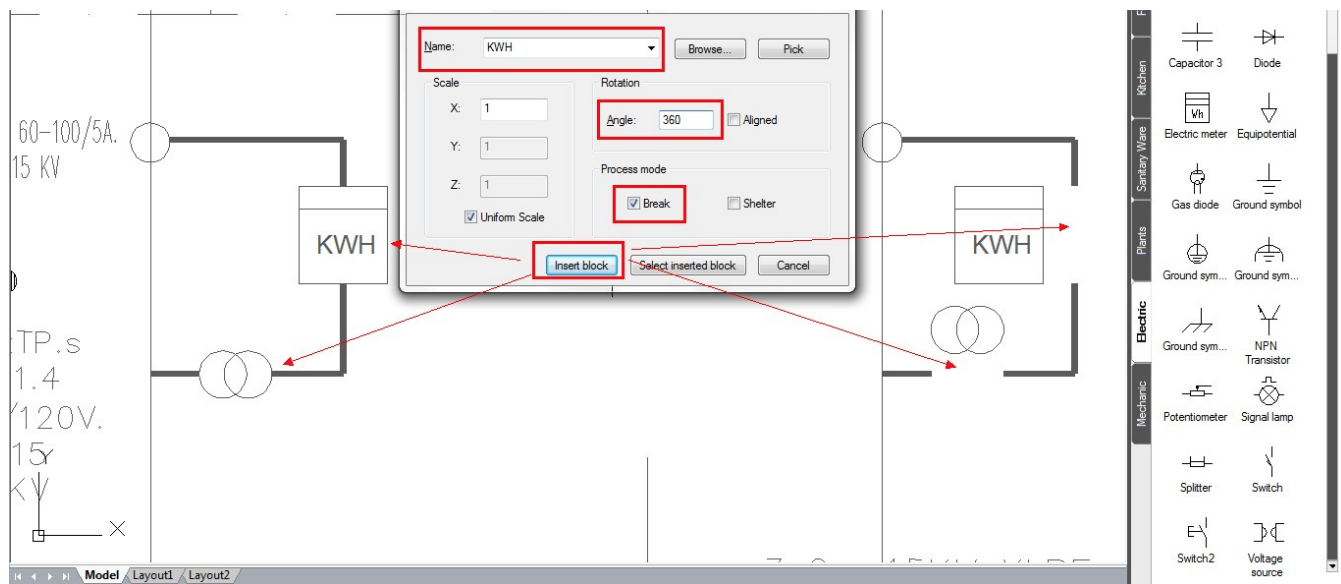 60-100/5A.
15 KV
KWH
TP.s
1.4
/120V.
15
KV
X
Name: KWH Browse... Pick
Scale
X: 1
Y: 1
Z: 1
Uniform Scale
Rotation
Angle: 360 Aligned
Process mode
Break Shelter
Insert block Select inserted block Cancel
KWH
Kitchen
Sanitary Ware
Plants
Electric
Mechanic
Capacitor 3 Diode
Wh
Electric meter Equipotential
Gas diode Ground symbol
Ground sym... Ground sym...
Ground sym... NPN
Transistor
Potentiometer Signal lamp
Splitter Switch
Switch2 Voltage
source
Model Layout1 Layout2